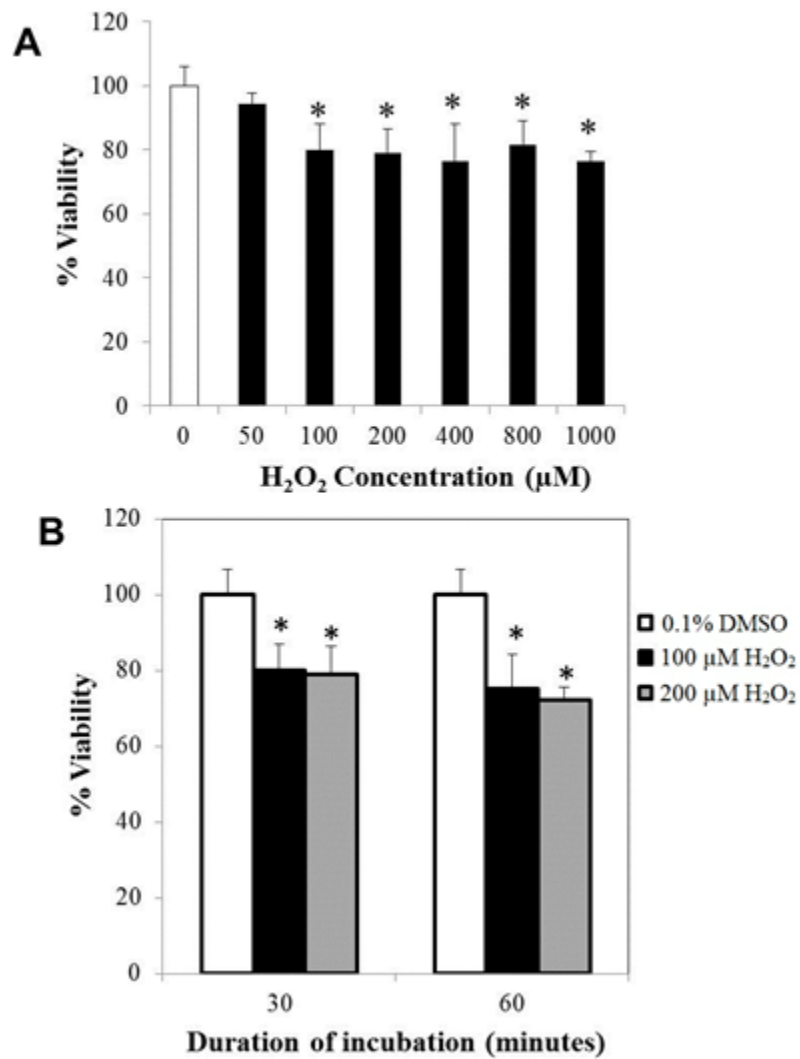 A
120
100
80
60
40
20
0
% Viability
* * * * *
0 50 100 200 400 800 1000
H₂O₂ Concentration (µM)
B
120
100
80
60
40
20
0
% Viability
* * * *
0.1% DMSO
100 µM H₂O₂
200 µM H₂O₂
30 60
Duration of incubation (minutes)